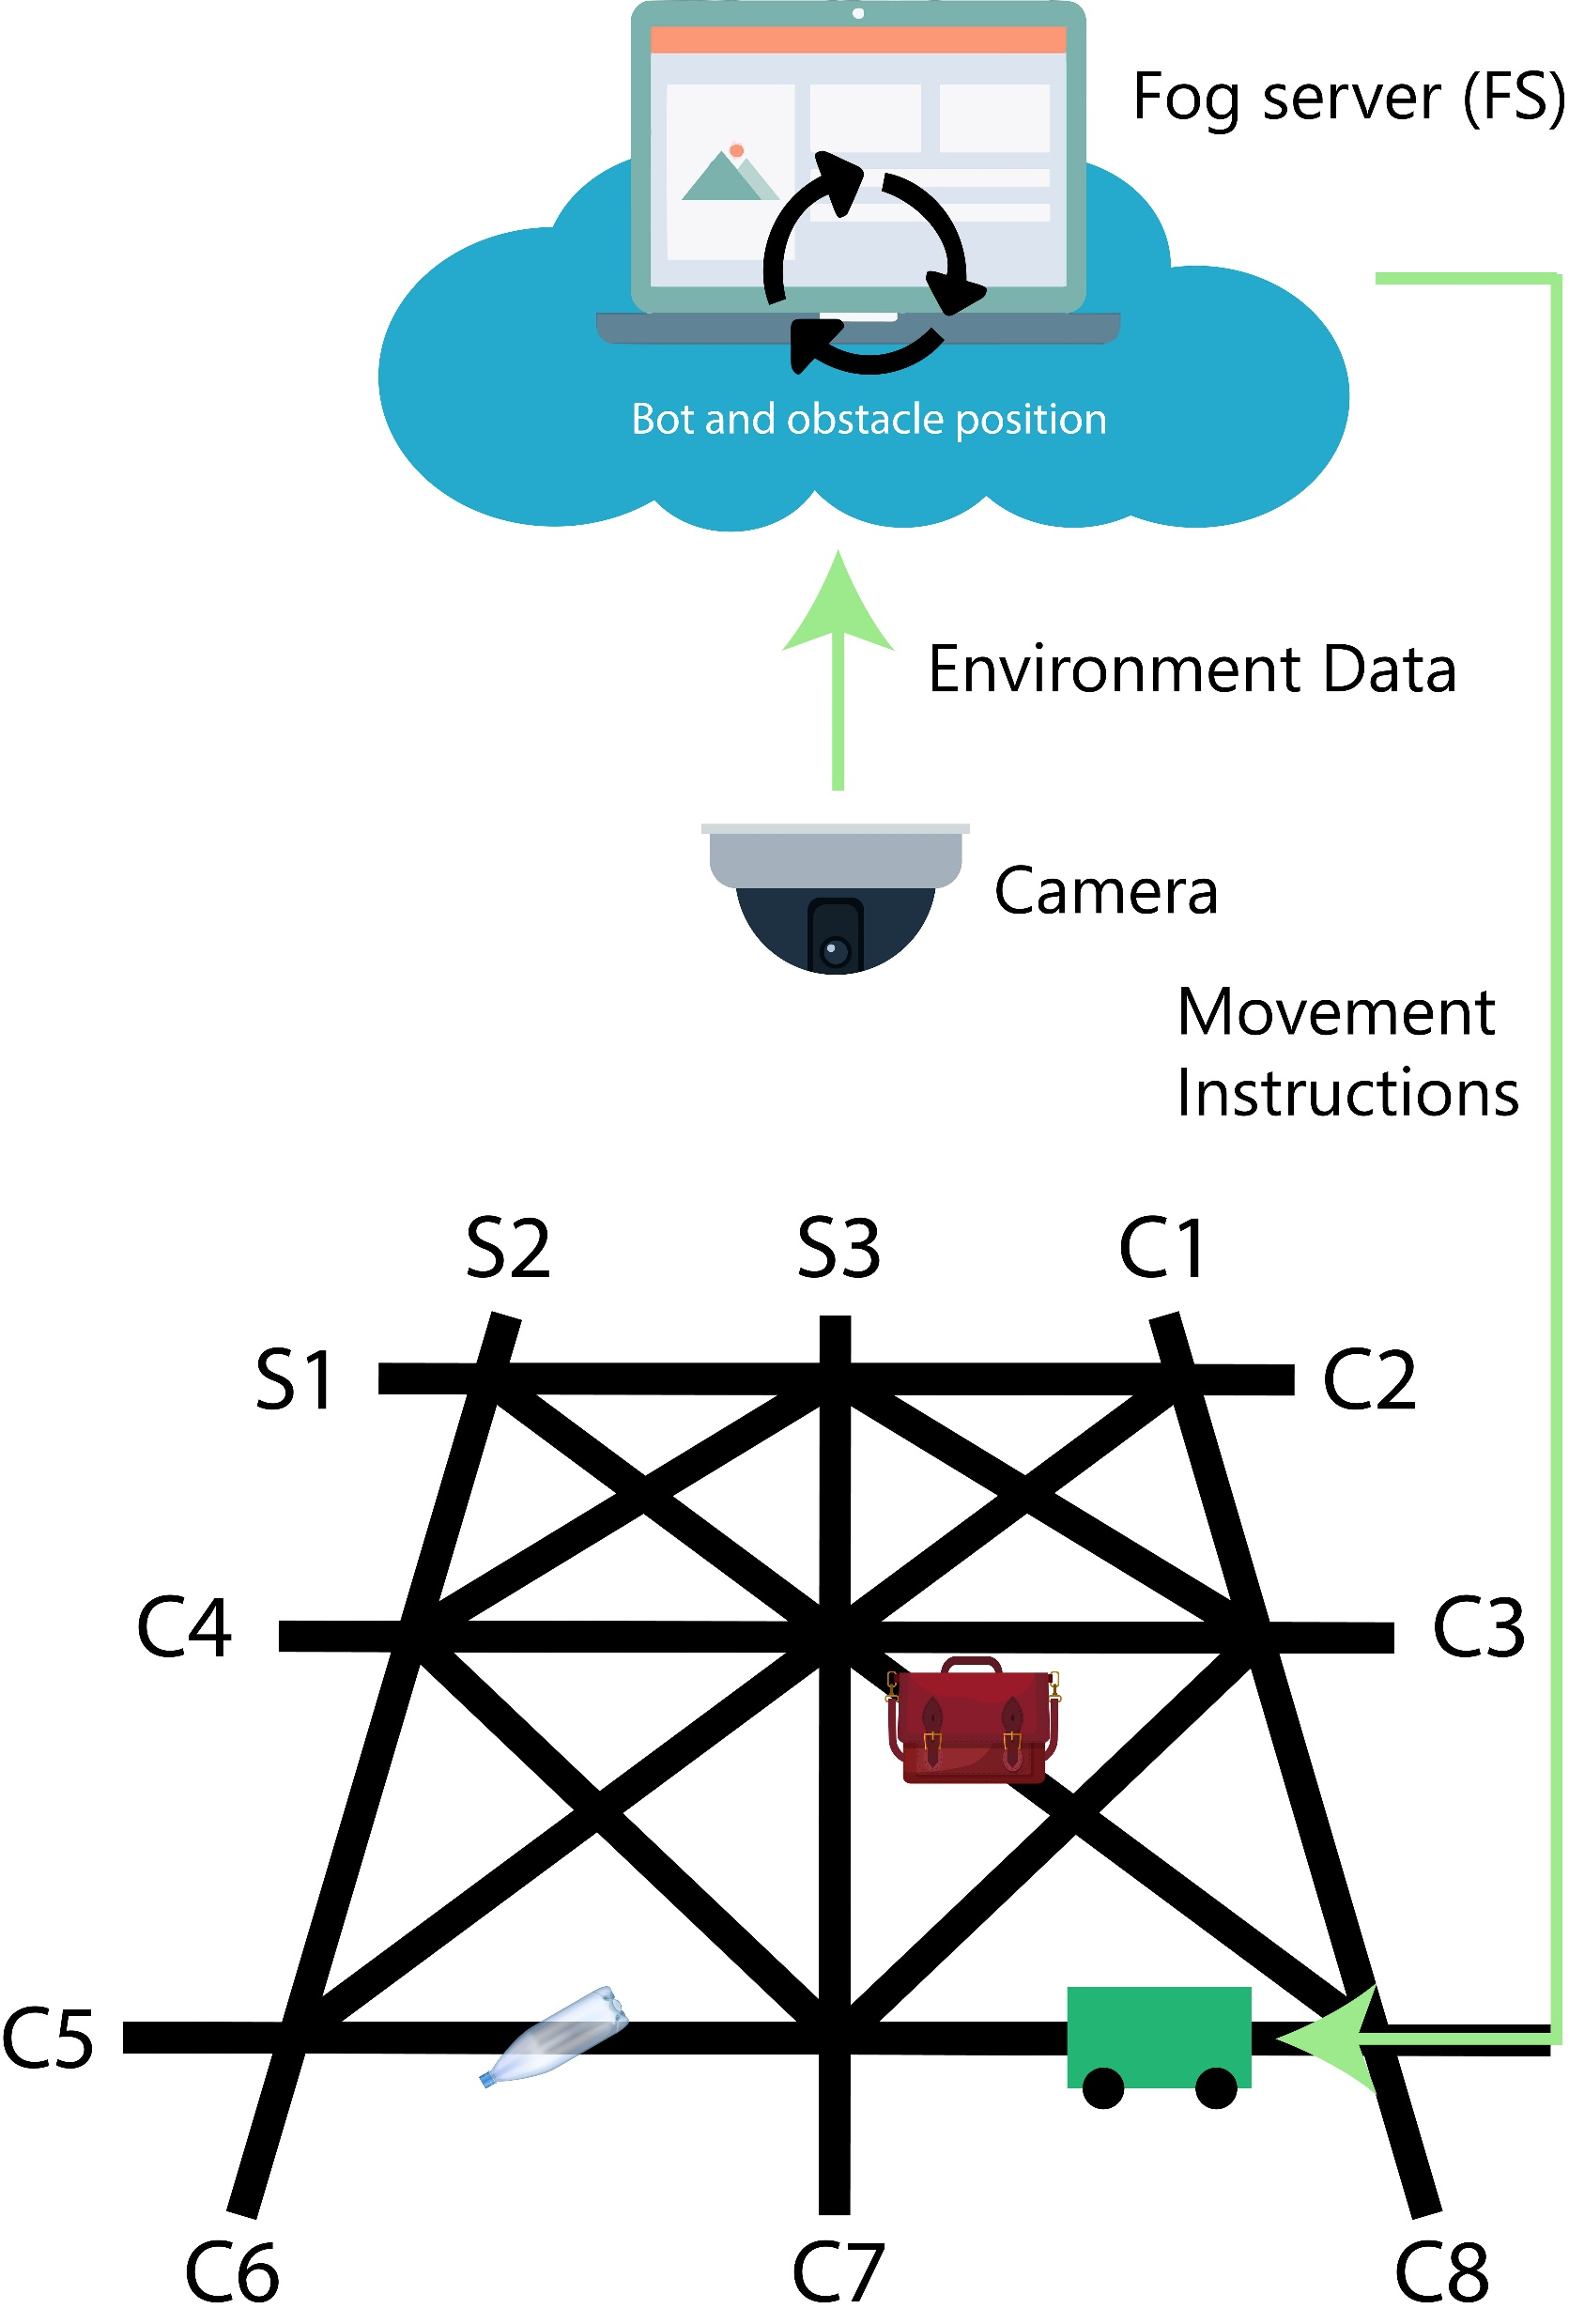 Fog server (FS)
Bot and obstacle position
Environment Data
Camera
Movement
Instructions
S2
S3
C1
S1
C2
C4
C3
C5
C6
C7
C8